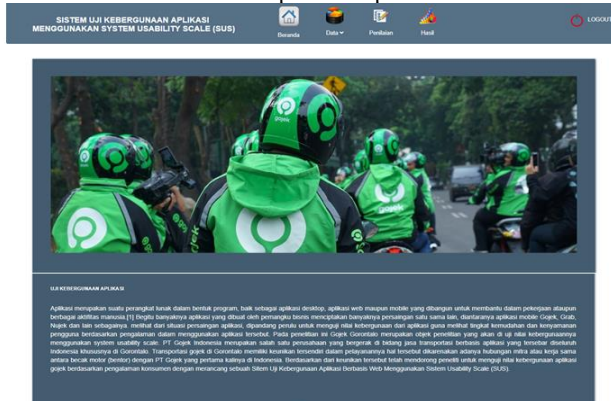 SISTEM UJI KEBERGUNAAN APLIKASI
MENGGUNAKAN SYSTEM USABILITY SCALE (SUS)
Beranda
Data
Penilaian
Hasil
LOGOUT
gojek
gojek
UJI KEBERGUNAAN APLIKASI
Aplikasi merupakan suatu perangkat lunak dalam bentuk program, baik sebagai aplikasi desktop, aplikasi web maupun mobile yang dibangun untuk membantu dalam pekerjaan ataupun
berbagai aktifitas manusia.[1] Begitu banyaknya aplikasi yang dibuat oleh pemangku bisnis menciptakan banyaknya persaingan satu sama lain, diantaranya aplikasi mobile Gojek, Grab,
Nujek dan lain sebagainya. melihat dari situasi persaingan aplikasi, dipandang perulu untuk menguji nilai kebergunaan dari aplikasi guna melihat tingkat kemudahan dan kenyamanan
pengguna berdasarkan pengalaman dalam menggunakan aplikasi tersebut. Pada penelitian ini Gojek Gorontalo merupakan objek penelitian yang akan di uji nilai kebergunaannya
menggunakan system usability scale. PT Gojek Indonesia merupakan salah satu perusahaan yang bergerak di bidang jasa transportasi berbasis aplikasi yang tersebar diseluruh
Indonesia khususnya di Gorontalo. Transportasi gojek di Gorontalo memiliki keunikan tersendiri dalam pelayanannya hal tersebut dikarenakan adanya hubungan mitra atau kerja sama
antara becak motor (bentor) dengan PT Gojek yang pertama kalinya di Indonesia. Berdasarkan dari keunikan tersebut telah mendorong peneliti untuk menguji nilai kebergunaan aplikasi
gojek berdasarkan pengalaman konsumen dengan merancang sebuah Sitem Uji Kebergunaan Aplikasi Berbasis Web Menggunakan Sistem Usability Scale (SUS).